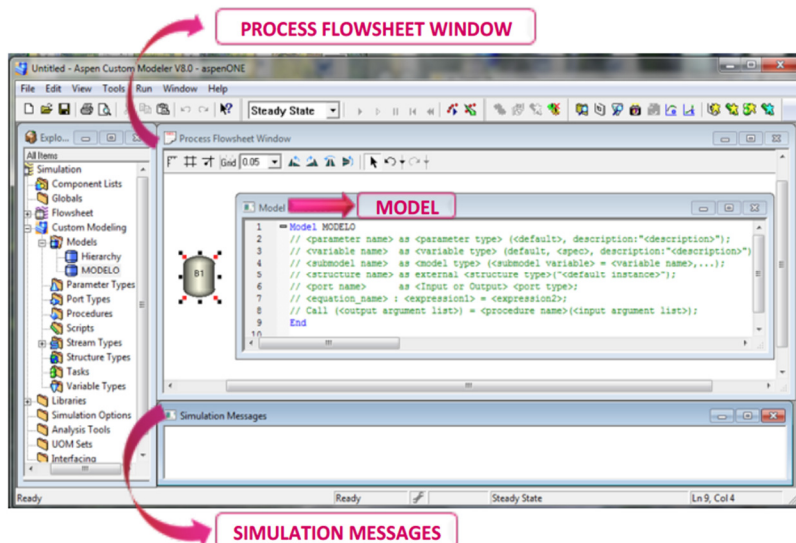 PROCESS FLOWSHEET WINDOW
Untitled - Aspen Custom Modeler V8.0 - aspenONE
File Edit View Tools Run Window Help
Steady State
Explo...
Process Flowsheet Window
All Items
Grid 0.05
Simulation
Component Lists
Globals
Flowsheet
Custom Modeling
Models
Hierarchy
MODELO
Parameter Types
Port Types
Procedures
Scripts
Stream Types
Structure Types
Tasks
Variable Types
Libraries
Simulation Options
Analysis Tools
UOM Sets
Interfacing
B1
Model
MODEL
1 Model MODELO
2 // <parameter name> as <parameter type> (<default>, description:"<description>");
3 // <variable name> as <variable type> (default, <spec>, description:"<description>")
4 // <submodel name> as <model type> (<submodel variable> = <variable name>,...);
5 // <structure name> as external <structure type>("<default instance>");
6 // <port name> as <Input or Output> <port type>;
7 // <equation_name> : <expression1> = <expression2>;
8 // Call (<output argument list>) = <procedure name>(<input argument list>);
9 End
10
Simulation Messages
Ready Ready Steady State Ln 9, Col 4
SIMULATION MESSAGES